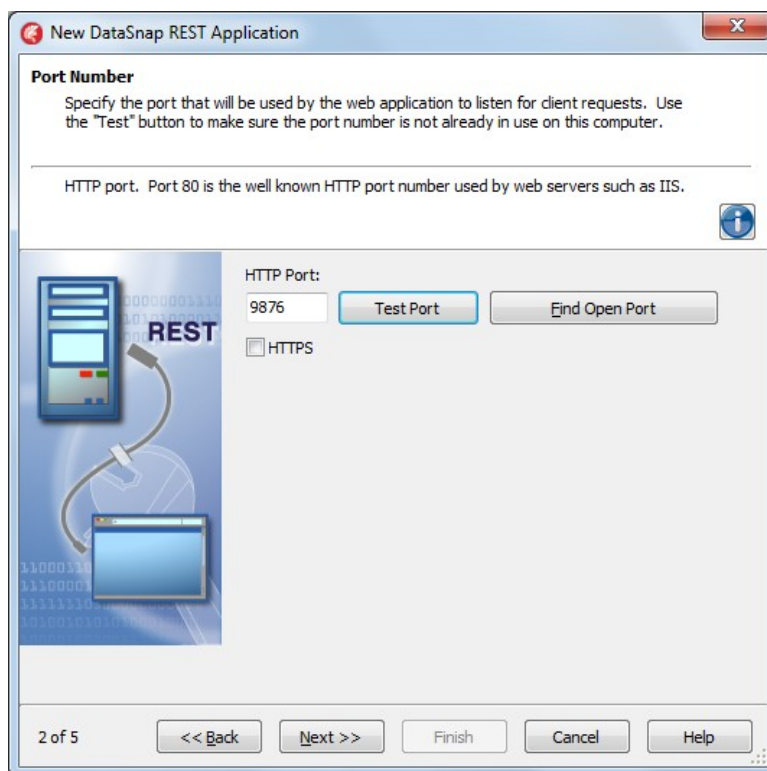 New DataSnap REST Application
Port Number
Specify the port that will be used by the web application to listen for client requests. Use
the "Test" button to make sure the port number is not already in use on this computer.
HTTP port. Port 80 is the well known HTTP port number used by web servers such as IIS.
HTTP Port:
9876 Test Port Find Open Port
HTTPS
REST
2 of 5 << Back Next >> Finish Cancel Help